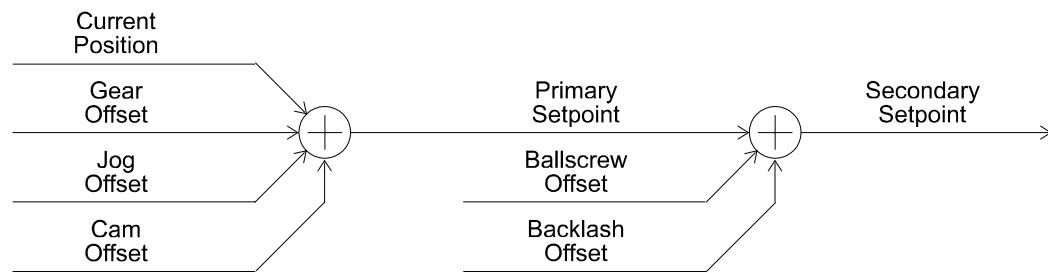 Current
Position
Gear
Offset
Jog
Offset
Cam
Offset
Primary
Setpoint
Ballscrew
Offset
Backlash
Offset
Secondary
Setpoint